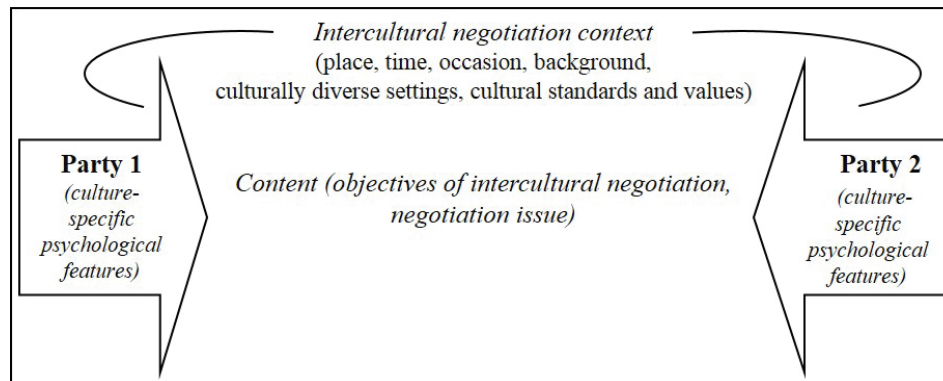 Intercultural negotiation context
(place, time, occasion, background,
culturally diverse settings, cultural standards and values)
Party 1
(culture-
specific
psychological
features)
Content (objectives of intercultural negotiation,
negotiation issue)
Party 2
(culture-
specific
psychological
features)